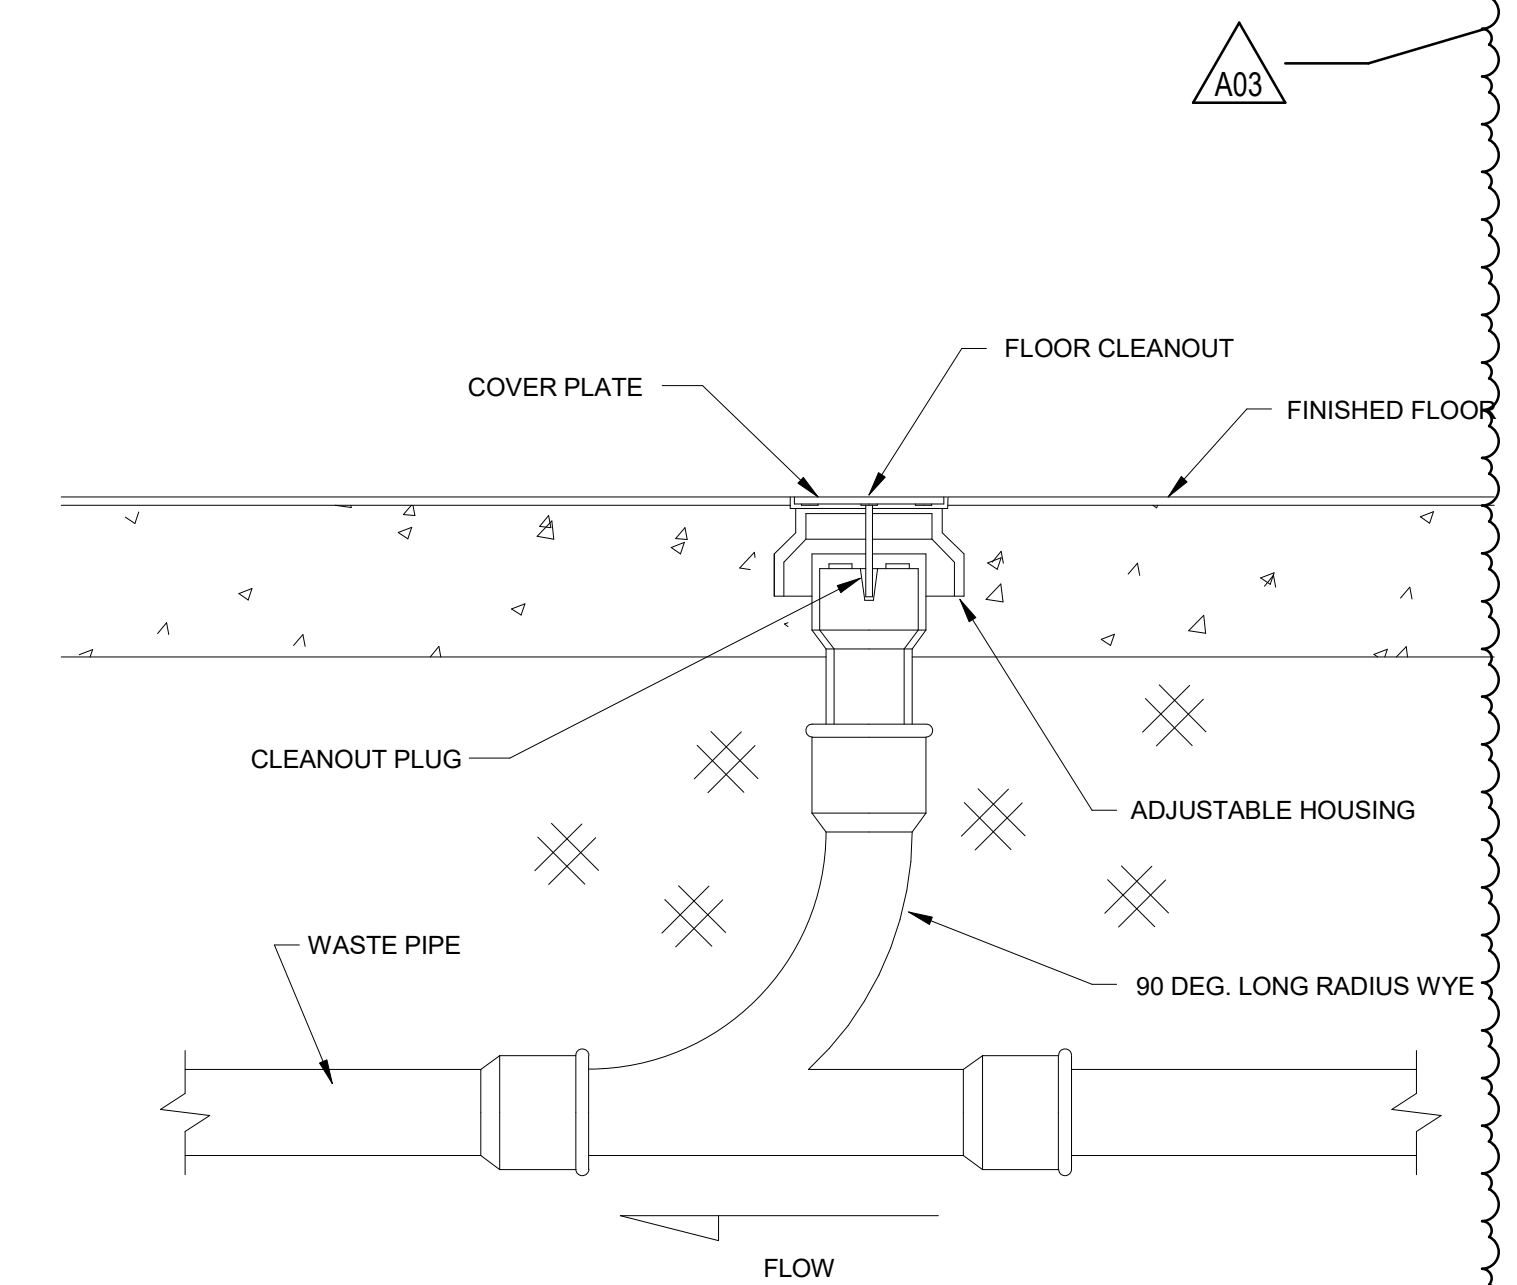 A03
FLOOR CLEANOUT
COVER PLATE
FINISHED FLOOR
CLEANOUT PLUG
ADJUSTABLE HOUSING
WASTE PIPE
90 DEG. LONG RADIUS WYE
FLOW